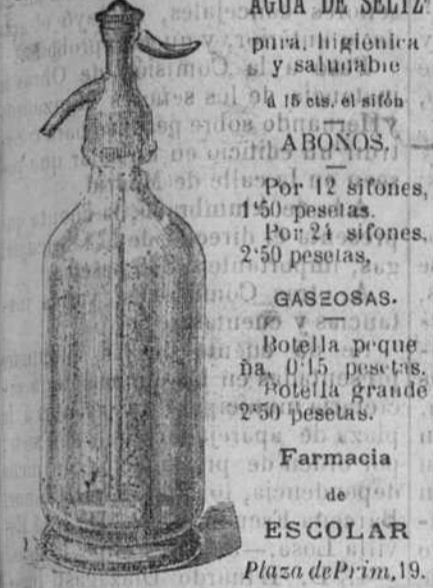 AGUA DE SELTZ
pura, higiénica
y saludable
á 15 cts. el sifón
ABONOS.
Por 12 sifones,
1'50 pesetas.
Por 24 sifones,
2'50 pesetas.
GASEOSAS.
Botella peque
ña, 0'15 pesetas.
Botella grande
2'50 pesetas.
Farmacia
de
ESCOLAR
Plaza de Prim, 19.